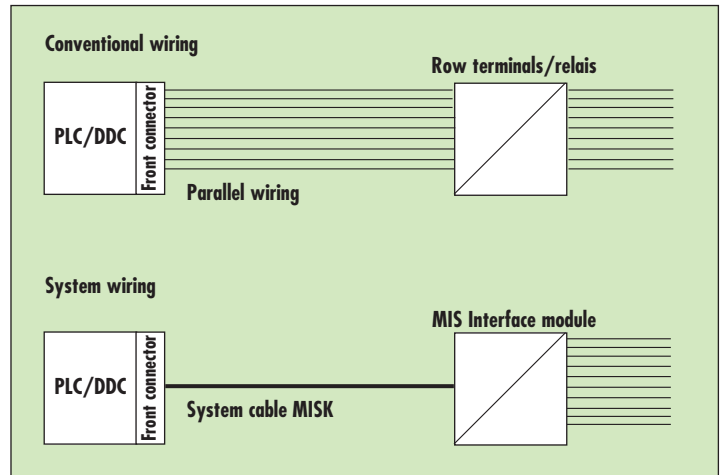 Conventional wiring
Row terminals/relais
PLC/DDC
Front connector
Parallel wiring
System wiring
MIS Interface module
PLC/DDC
Front connector
System cable MISK